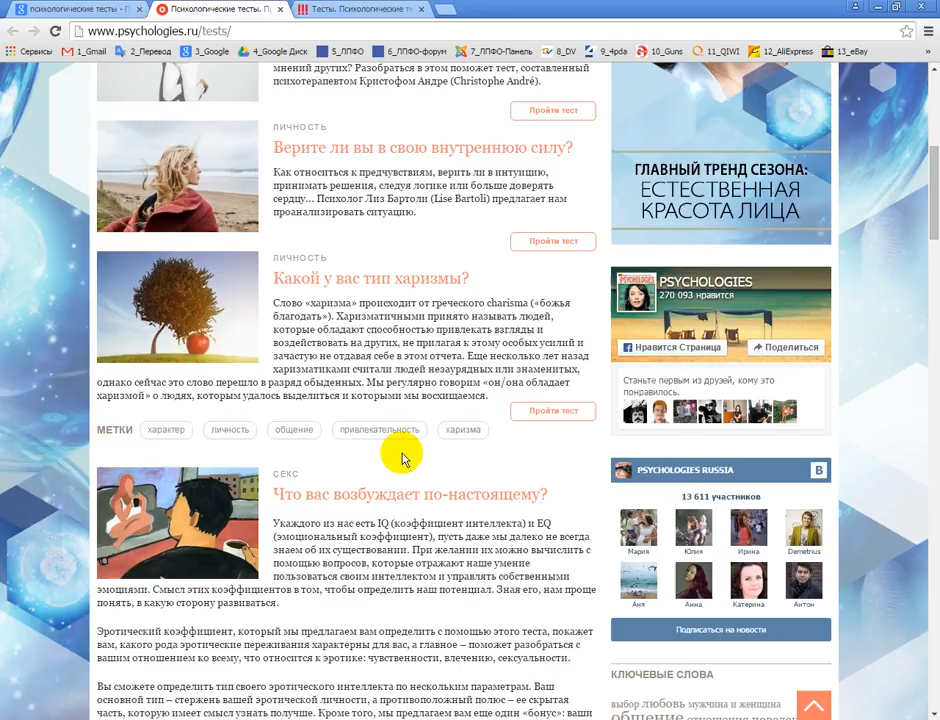 психологические тесты - П
Психологические тесты. П
Тесты. Психологические т
www.psychologies.ru/tests/
Сервисы 1_Gmail 2_Перевод 3_Google 4_Google Диск 5_ЛПФО 6_ЛПФО-форум 7_ЛПФО-Панель 8_DV 9_4pda 10_Guns 11_QIWI 12_AliExpress 13_eBay »
мнений других? Разобраться в этом поможет тест, составленный
психотерапевтом Кристофом Андре (Christophe André).
Пройти тест
ЛИЧНОСТЬ
Верите ли вы в свою внутреннюю силу?
Как относиться к предчувствиям, верить ли в интуицию,
принимать решения, следуя логике или больше доверять
сердцу... Психолог Лиз Бартоли (Lise Bartoli) предлагает нам
проанализировать ситуацию.
Пройти тест
ЛИЧНОСТЬ
Какой у вас тип харизмы?
Слово «харизма» происходит от греческого charisma («божья
благодать»). Харизматичными принято называть людей,
которые обладают способностью привлекать взгляды и
воздействовать на других, не прилагая к этому особых усилий и
зачастую не отдавая себе в этом отчета. Еще несколько лет назад
харизматиками считали людей незаурядных или знаменитых,
однако сейчас это слово перешло в разряд обыденных. Мы регулярно говорим «он/она обладает
харизмой» о людях, которым удалось выделиться и которыми мы восхищаемся.
Пройти тест
МЕТКИ характер личность общение привлекательность харизма
СЕКС
Что вас возбуждает по-настоящему?
Укаждого из нас есть IQ (коэффициент интеллекта) и EQ
(эмоциональный коэффициент), пусть даже мы далеко не всегда
знаем об их существовании. При желании их можно вычислить с
помощью вопросов, которые отражают наше умение
пользоваться своим интеллектом и управлять собственными
эмоциями. Смысл этих коэффициентов в том, чтобы определить наш потенциал. Зная его, нам проще
понять, в какую сторону развиваться.
Эротический коэффициент, который мы предлагаем вам определить с помощью этого теста, покажет
вам, какого рода эротические переживания характерны для вас, а главное – поможет разобраться с
вашим отношением ко всему, что относится к эротике: чувственности, влечению, сексуальности.
Вы сможете определить тип своего эротического интеллекта по нескольким параметрам. Ваш
основной тип – стержень вашей эротической личности, а противоположный полюс – ее скрытая
часть, которую имеет смысл узнать получше. Кроме того, мы предлагаем вам еще один «бонус»: ваши
ГЛАВНЫЙ ТРЕНД СЕЗОНА:
ЕСТЕСТВЕННАЯ
КРАСОТА ЛИЦА
PSYCHOLOGIES
PSYCHOLOGIES
270 093 нравится
Нравится Страница
Поделиться
Станьте первым из друзей, кому это
понравилось.
PSYCHOLOGIES RUSSIA
B
13 611 участников
Мария Юлия Ирина Demetrius
Аня Анна Катерина Антон
Подписаться на новости
КЛЮЧЕВЫЕ СЛОВА
выбор любовь мужчина и женщина
общение отношения